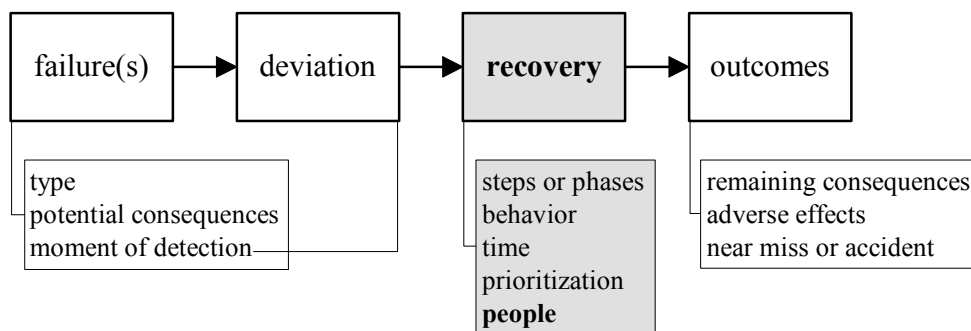 failure(s)
deviation
recovery
outcomes
type
potential consequences
moment of detection
steps or phases
behavior
time
prioritization
people
remaining consequences
adverse effects
near miss or accident